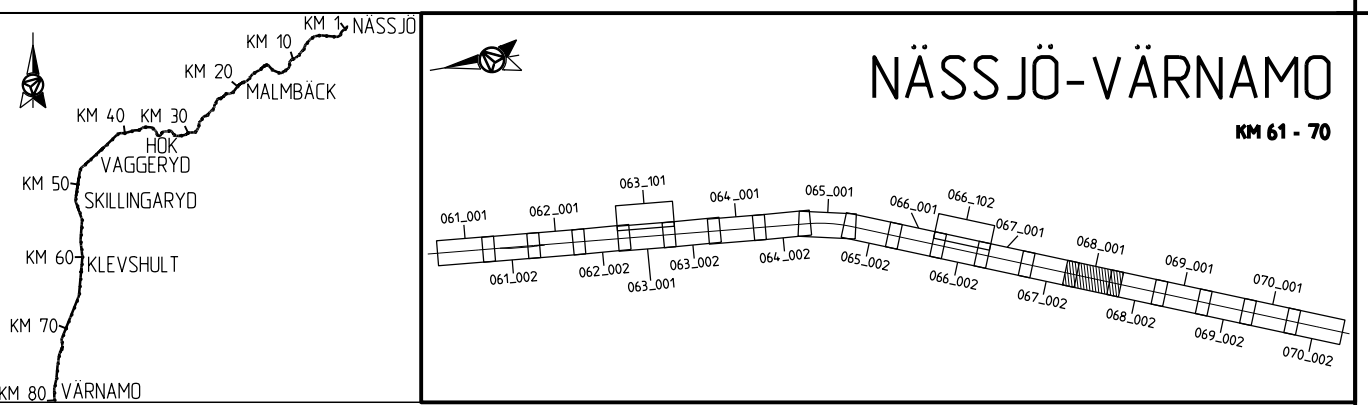 KM 1 NÄSSJÖ
KM 10
KM 20
MALMBÄCK
KM 40 KM 30
HOK
VAGGERYD
KM 50
SKILLINGARYD
KM 60
KLEVSHULT
KM 70
KM 80 VÄRNAMO
NÄSSJÖ-VÄRNAMO
KM 61 - 70
061_001
062_001
063_101
064_001
065_001
066_001
066_102
067_001
068_001
069_001
070_001
061_002
062_002
063_001
063_002
064_002
065_002
066_002
067_002
068_002
069_002
070_002